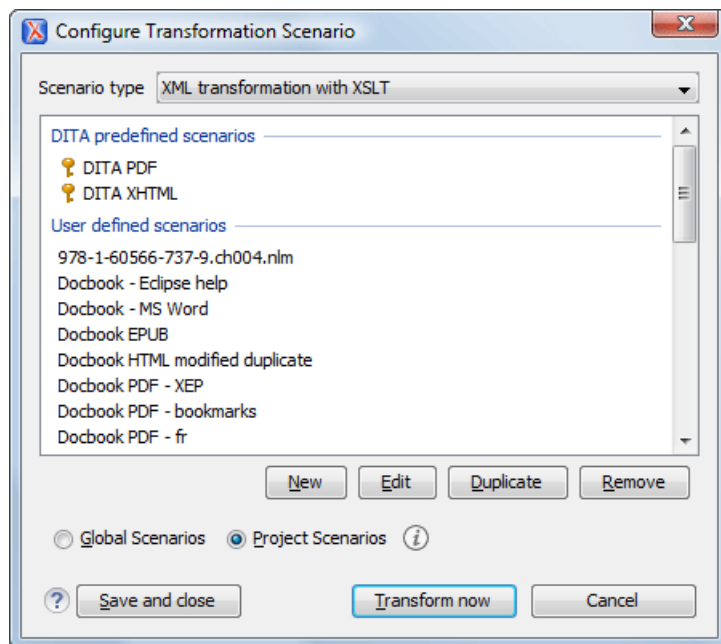 Configure Transformation Scenario
Scenario type XML transformation with XSLT
DITA predefined scenarios
DITA PDF
DITA XHTML
User defined scenarios
978-1-60566-737-9.ch004.nlm
Docbook - Eclipse help
Docbook - MS Word
Docbook EPUB
Docbook HTML modified duplicate
Docbook PDF - XEP
Docbook PDF - bookmarks
Docbook PDF - fr
New Edit Duplicate Remove
Global Scenarios Project Scenarios i
? Save and close Transform now Cancel